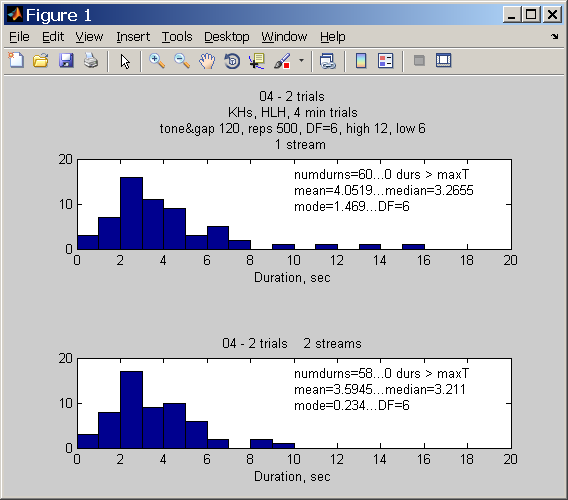 Figure 1
File Edit View Insert Tools Desktop Window Help
04 - 2 trials
KHs, HLH, 4 min trials
tone&gap 120, reps 500, DF=6, high 12, low 6
1 stream
numdurns=60...0 durs > maxT
mean=4.0519...median=3.2655
mode=1.469...DF=6
20
10
0
0 2 4 6 8 10 12 14 16 18 20
Duration, sec
04 - 2 trials 2 streams
numdurns=58...0 durs > maxT
mean=3.5945...median=3.211
mode=0.234...DF=6
20
10
0
0 2 4 6 8 10 12 14 16 18 20
Duration, sec